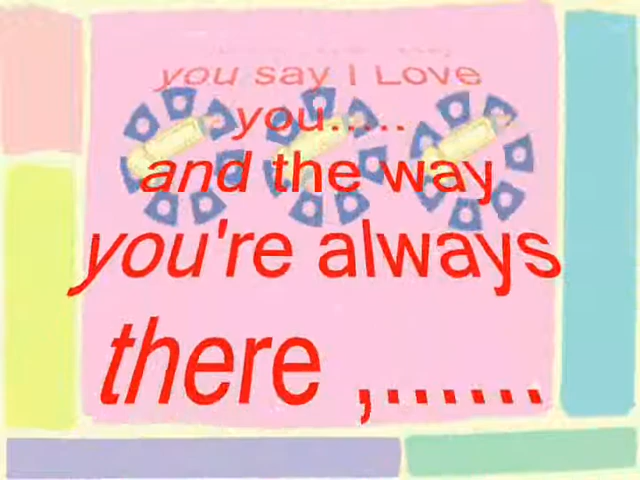 you say I Love
you.....
and the way
you're always
there ,......